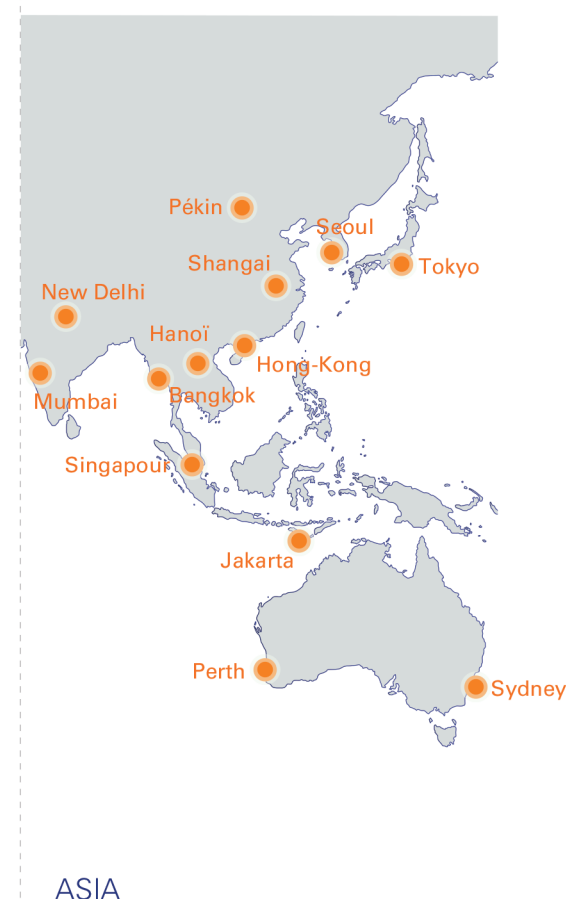 Pékin
Seoul
Shangai
Tokyo
New Delhi
Hanoï
Hong-Kong
Mumbai
Bangkok
Singapour
Jakarta
Perth
Sydney
ASIA